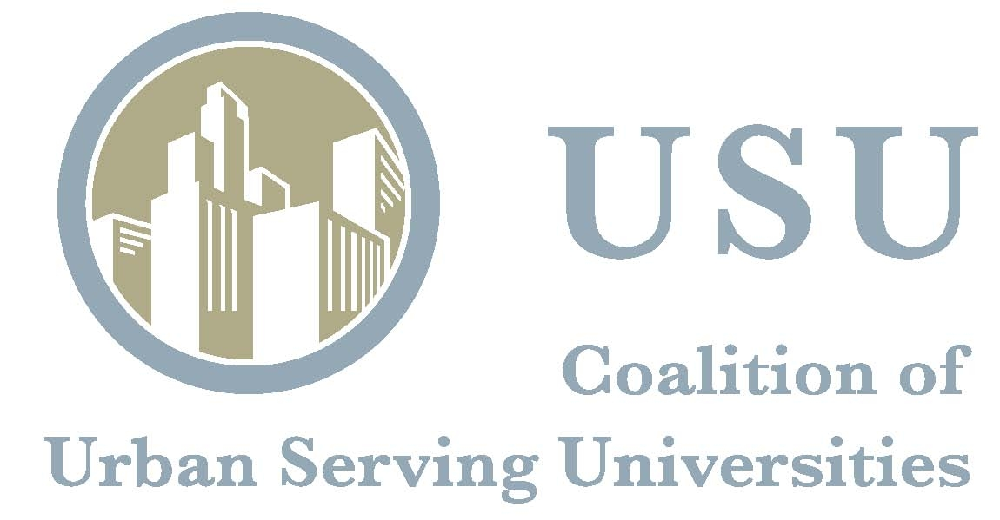 USU
Coalition of
Urban Serving Universities